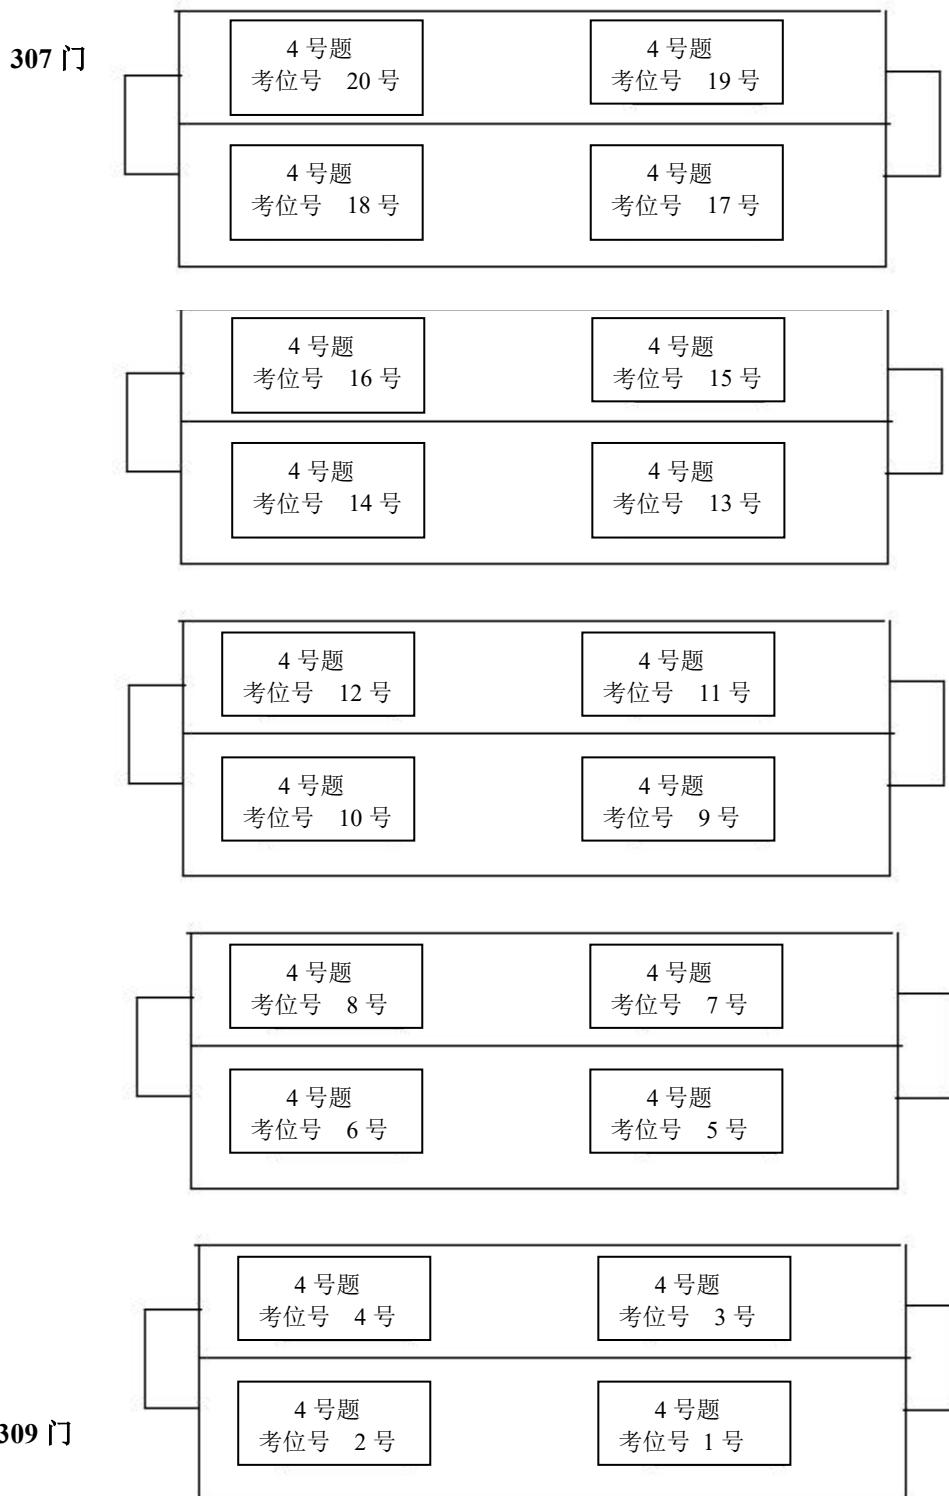 307 门
4 号题
考位号 20 号
4 号题
考位号 19 号
4 号题
考位号 18 号
4 号题
考位号 17 号
4 号题
考位号 16 号
4 号题
考位号 15 号
4 号题
考位号 14 号
4 号题
考位号 13 号
4 号题
考位号 12 号
4 号题
考位号 11 号
4 号题
考位号 10 号
4 号题
考位号 9 号
4 号题
考位号 8 号
4 号题
考位号 7 号
4 号题
考位号 6 号
4 号题
考位号 5 号
4 号题
考位号 4 号
4 号题
考位号 3 号
4 号题
考位号 2 号
4 号题
考位号 1 号
309 门